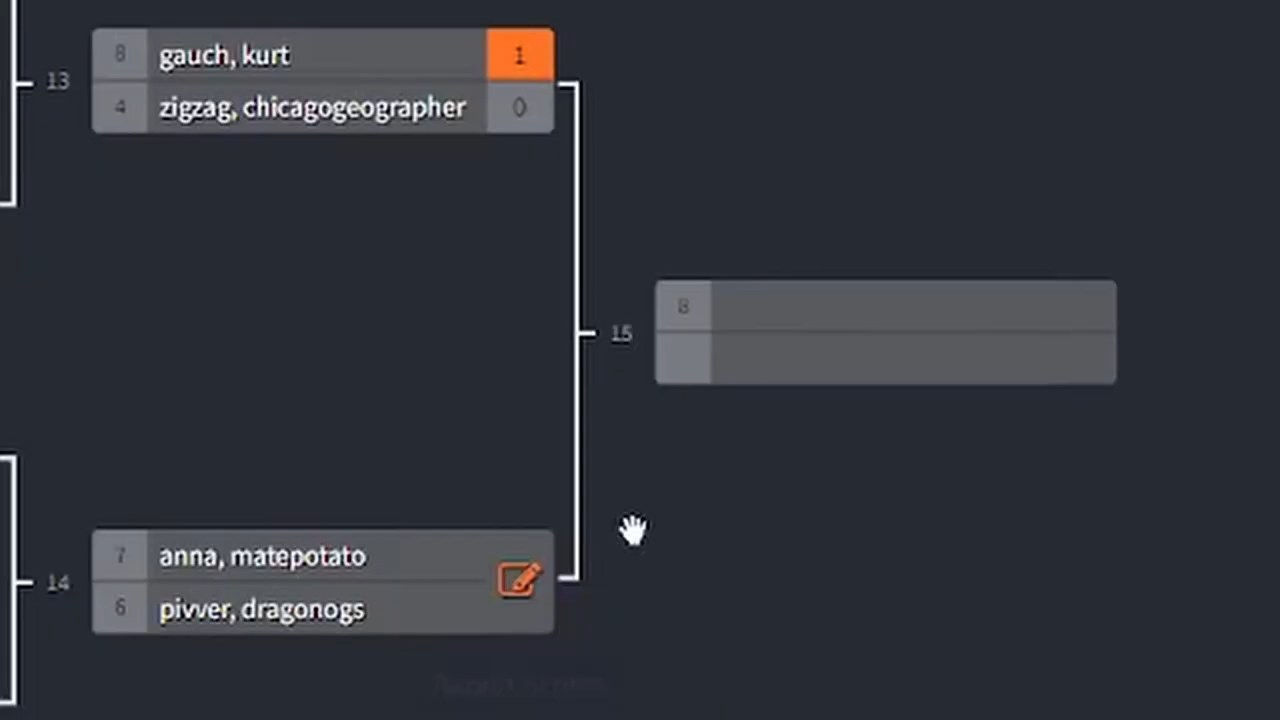 8 gauch, kurt 1
13
4 zigzag, chicagogeographer 0
8
15
7 anna, matepotato
14
6 pivver, dragonogs